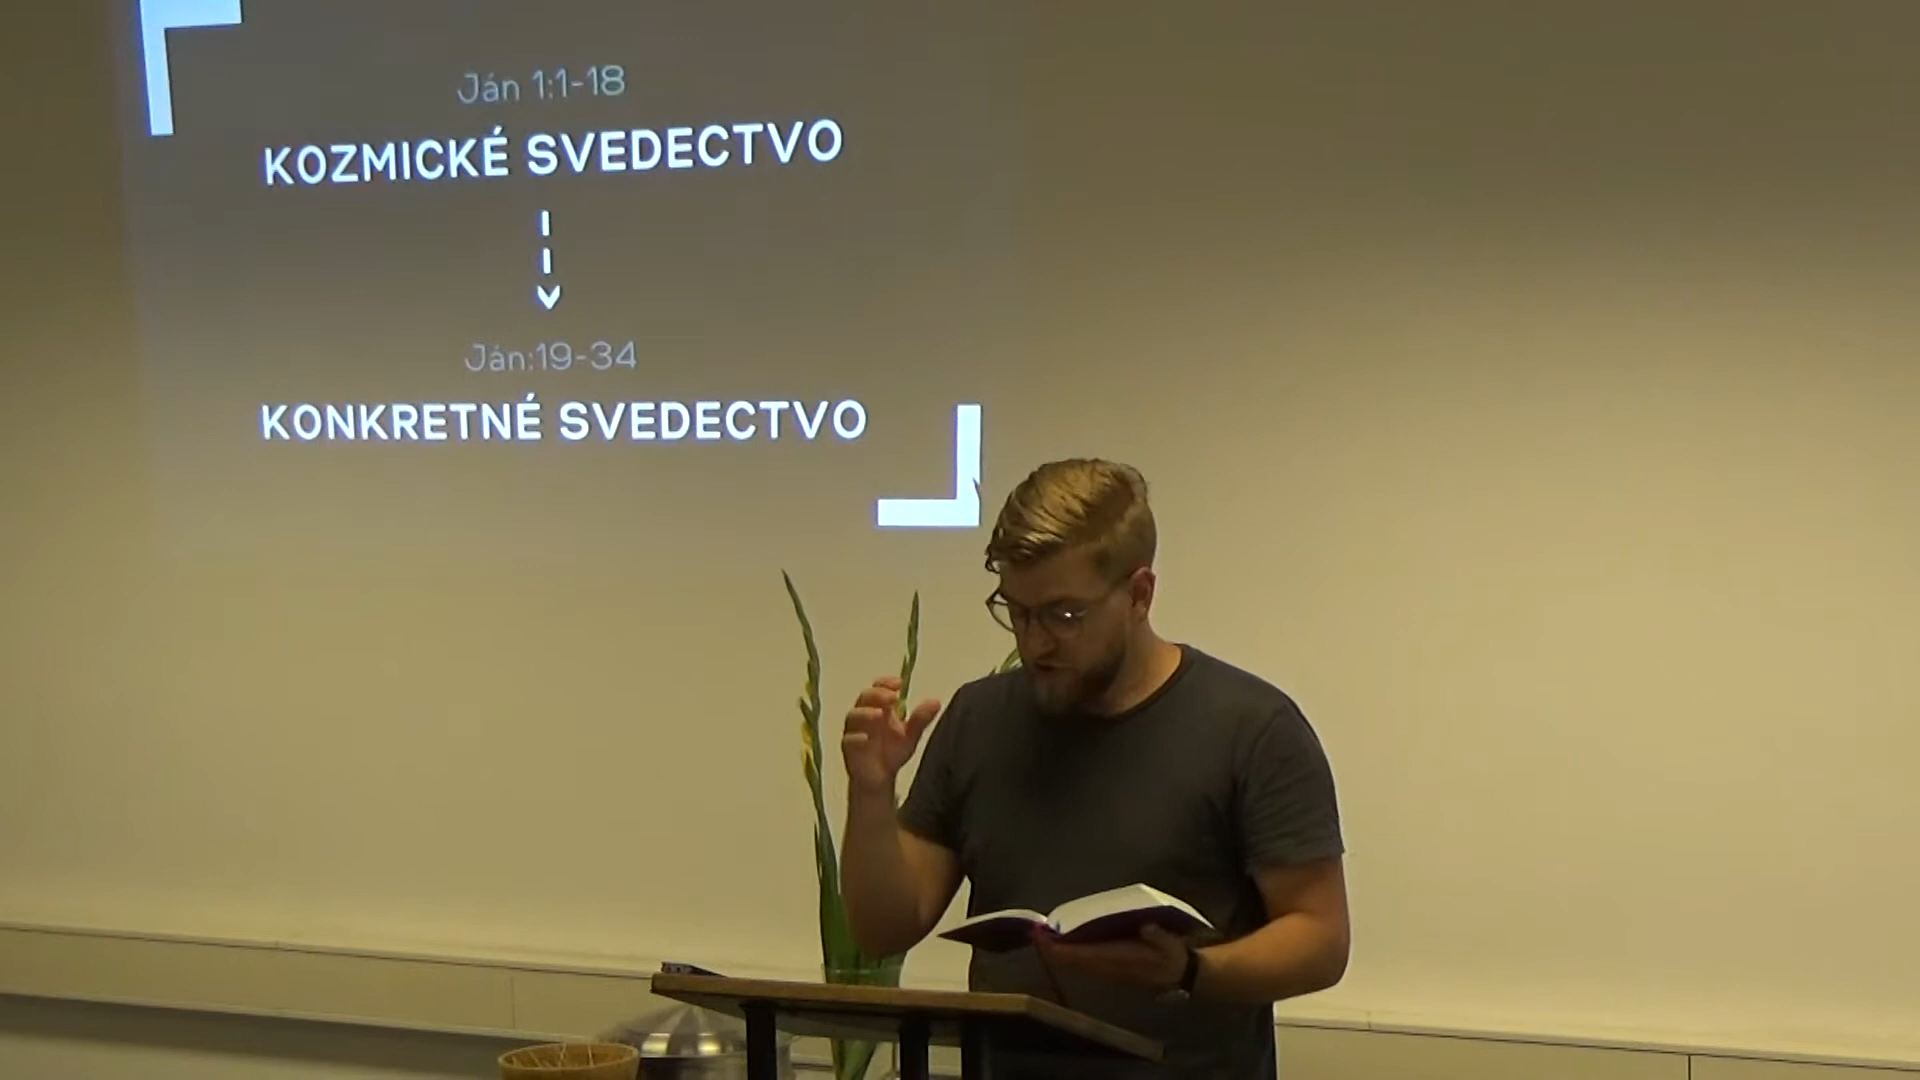 Ján 1:1-18
KOZMICKÉ SVEDECTVO
Ján:19-34
KONKRETNÉ SVEDECTVO